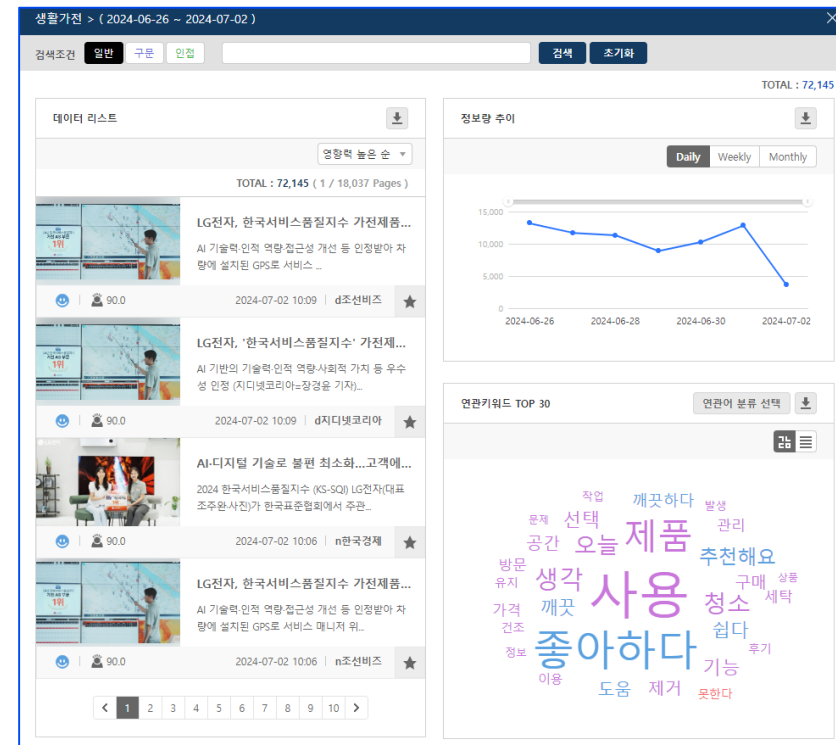 생활가전 > ( 2024-06-26 ~ 2024-07-02 )
검색조건 일반 구문 인접 검색 초기화
TOTAL : 72,145
데이터 리스트
영향력 높은 순
TOTAL : 72,145 ( 1 / 18,037 Pages )
1위
LG전자, 한국서비스품질지수 가전제품...
AI 기술력·인적 역량·접근성 개선 등 인정받아 차
량에 설치된 GPS로 서비스 ...
90.0 2024-07-02 10:09 d조선비즈
1위
LG전자, '한국서비스품질지수' 가전제...
AI 기반의 기술력·인적 역량·사회적 가치 등 우수
성 인정 (지디넷코리아=장경윤 기자)...
90.0 2024-07-02 10:09 d지디넷코리아
AI·디지털 기술로 불편 최소화...고객에...
2024 한국서비스품질지수 (KS-SQI) LG전자(대표
조주완·사진)가 한국표준협회에서 주관...
90.0 2024-07-02 10:06 n한국경제
1위
LG전자, 한국서비스품질지수 가전제품...
AI 기술력·인적 역량·접근성 개선 등 인정받아 차
량에 설치된 GPS로 서비스 매니저 위...
90.0 2024-07-02 10:06 n조선비즈
1 2 3 4 5 6 7 8 9 10
정보량 추이
Daily Weekly Monthly
15,000
10,000
5,000
0
2024-06-26 2024-06-28 2024-06-30 2024-07-02
연관키워드 TOP 30
연관어 분류 선택
작업 깨끗하다 발생
문제 선택 제품 관리
공간 오늘 추천해요
방문 생각 사용 구매 상품
유지 청소 세탁
가격 깨끗
건조 좋아하다 쉽다
정보 기능 후기
이용 도움 제거 못한다